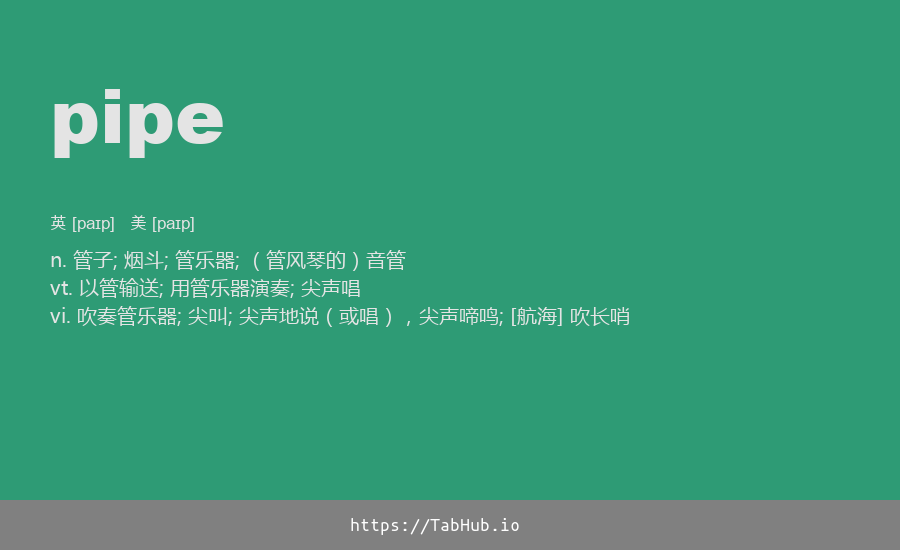 pipe
英 [paɪp] 美 [paɪp]
n. 管子; 烟斗; 管乐器; （管风琴的）音管
vt. 以管输送; 用管乐器演奏; 尖声唱
vi. 吹奏管乐器; 尖叫; 尖声地说（或唱），尖声啼鸣; [航海] 吹长哨
https://TabHub.io